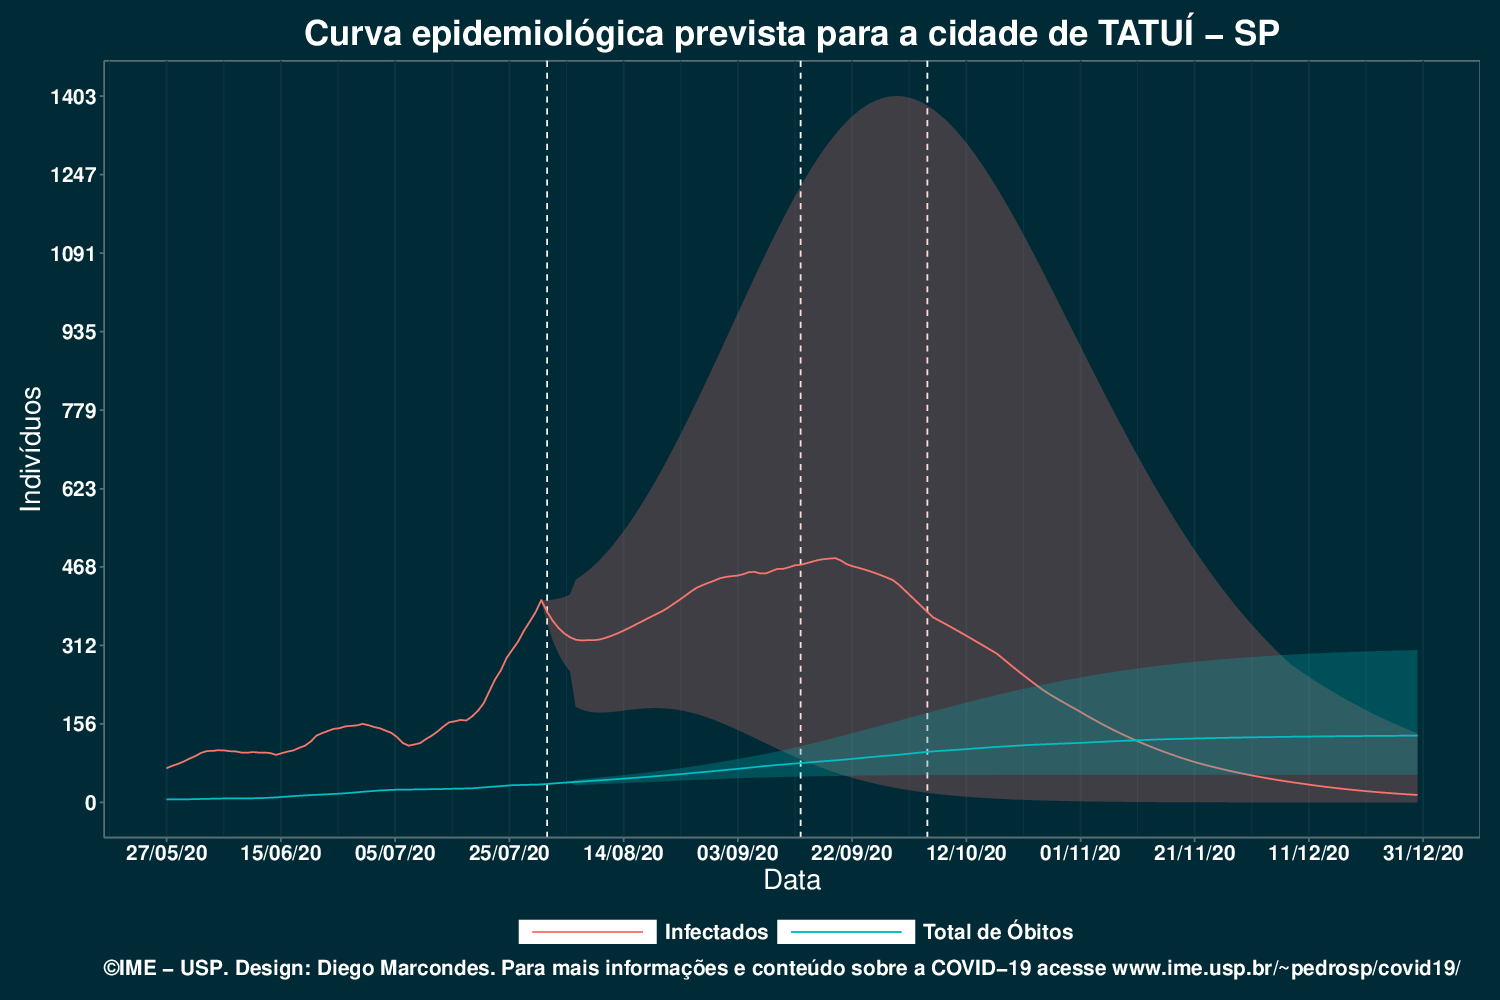 Curva epidemiológica prevista para a cidade de TATUÍ – SP
1403
1247
1091
935
779
623
468
312
156
0
Indivíduos
27/05/20 15/06/20 05/07/20 25/07/20 14/08/20 03/09/20 22/09/20 12/10/20 01/11/20 21/11/20 11/12/20 31/12/20
Data
Infectados Total de Óbitos
©IME – USP. Design: Diego Marcondes. Para mais informações e conteúdo sobre a COVID–19 acesse www.ime.usp.br/~pedrosp/covid19/